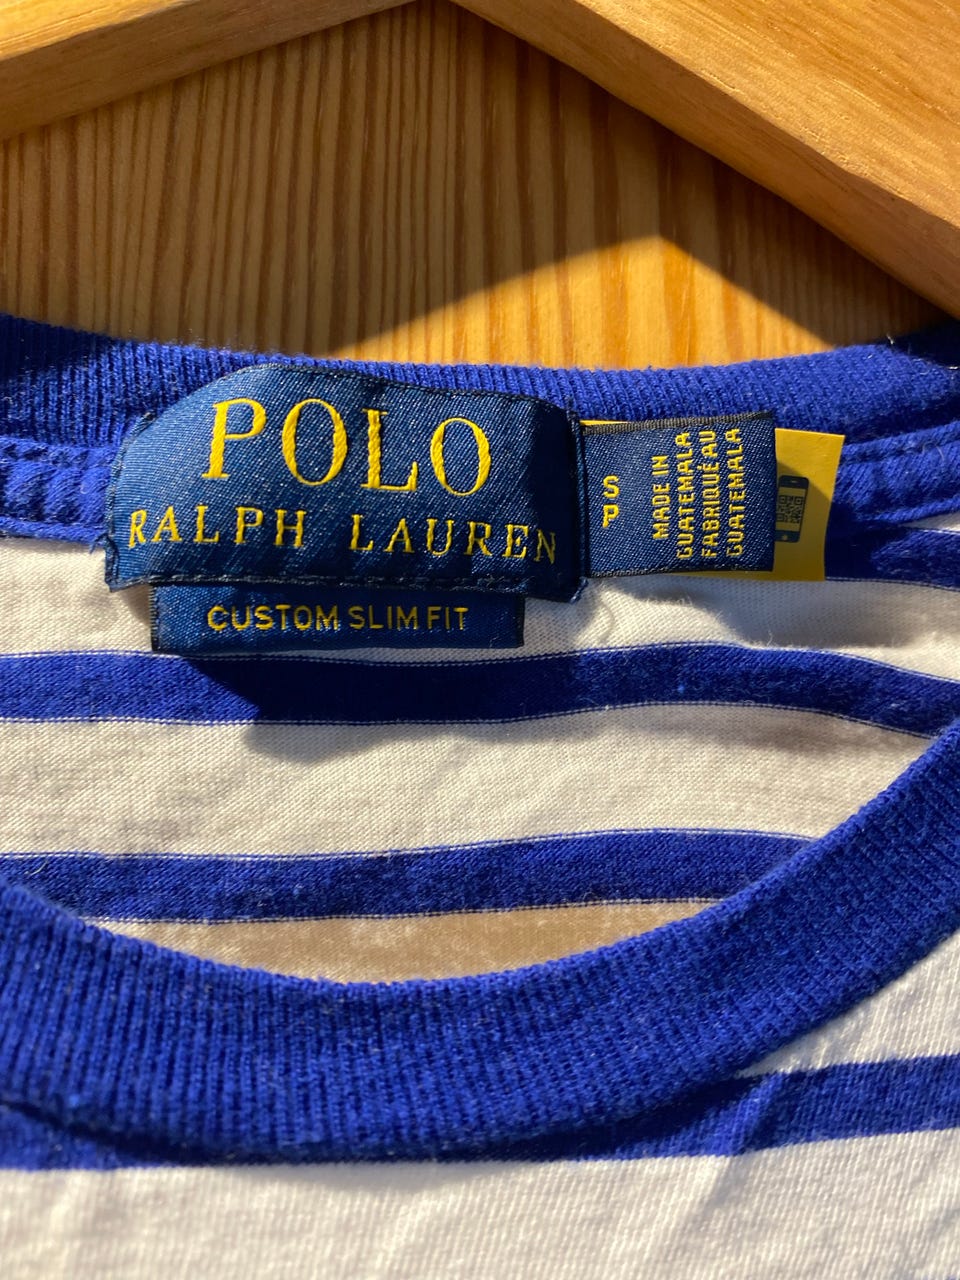 POLO
RALPH LAUREN
CUSTOM SLIM FIT
S
P
MADE IN
GUATEMALA
FABRIQUÉ AU
GUATEMALA